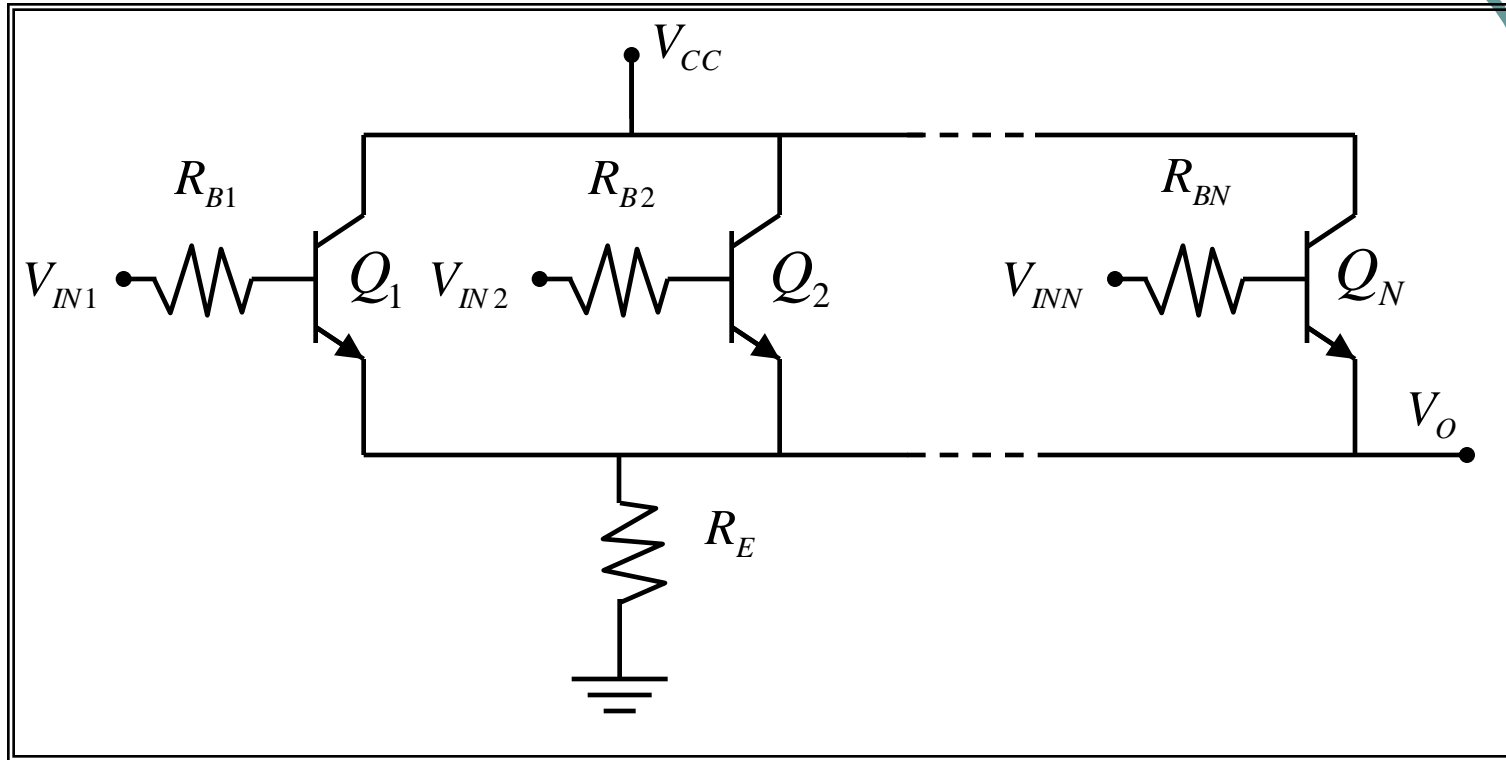 V_CC
R_B1
R_B2
R_BN
V_IN1
Q_1
V_IN2
Q_2
V_INN
Q_N
V_O
R_E